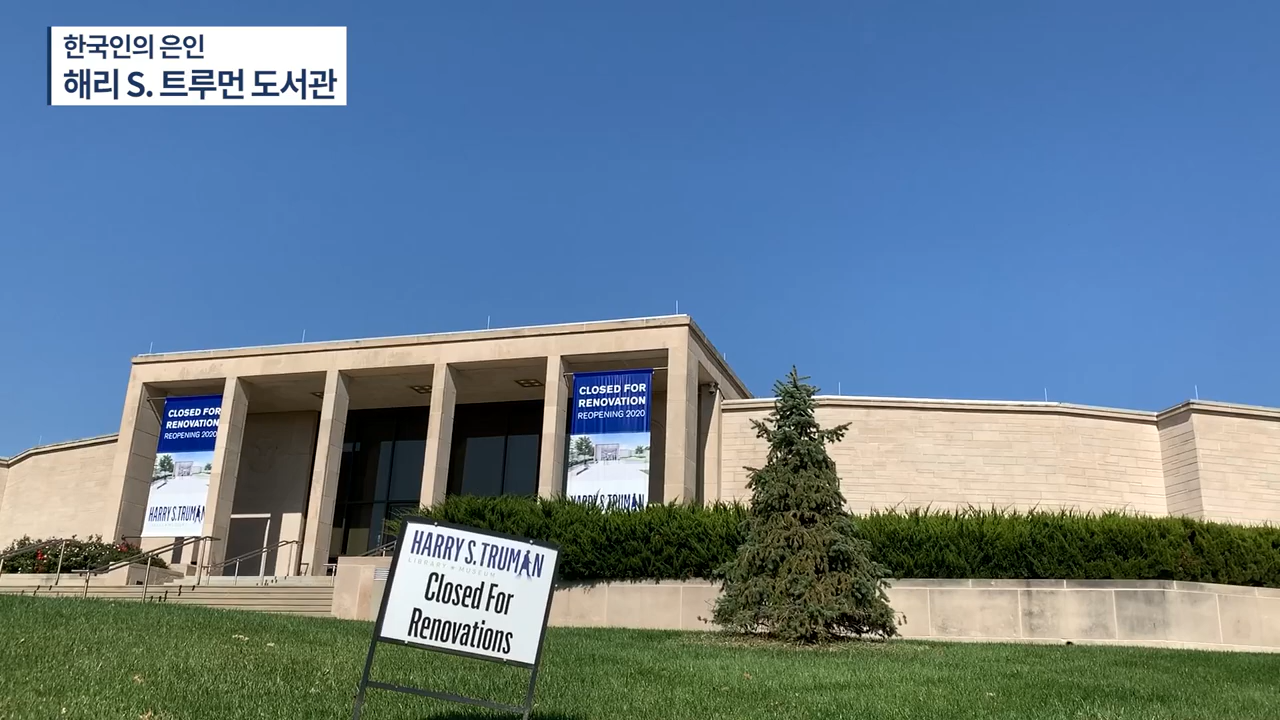 한국인의 은인
해리 S. 트루먼 도서관
CLOSED FOR
RENOVATION
REOPENING 2020
HARRY S.TRUMAN
CLOSED FOR
RENOVATION
REOPENING 2020
HARRY S.TRUMAN
HARRY S.TRUMAN
LIBRARY MUSEUM
Closed For
Renovations